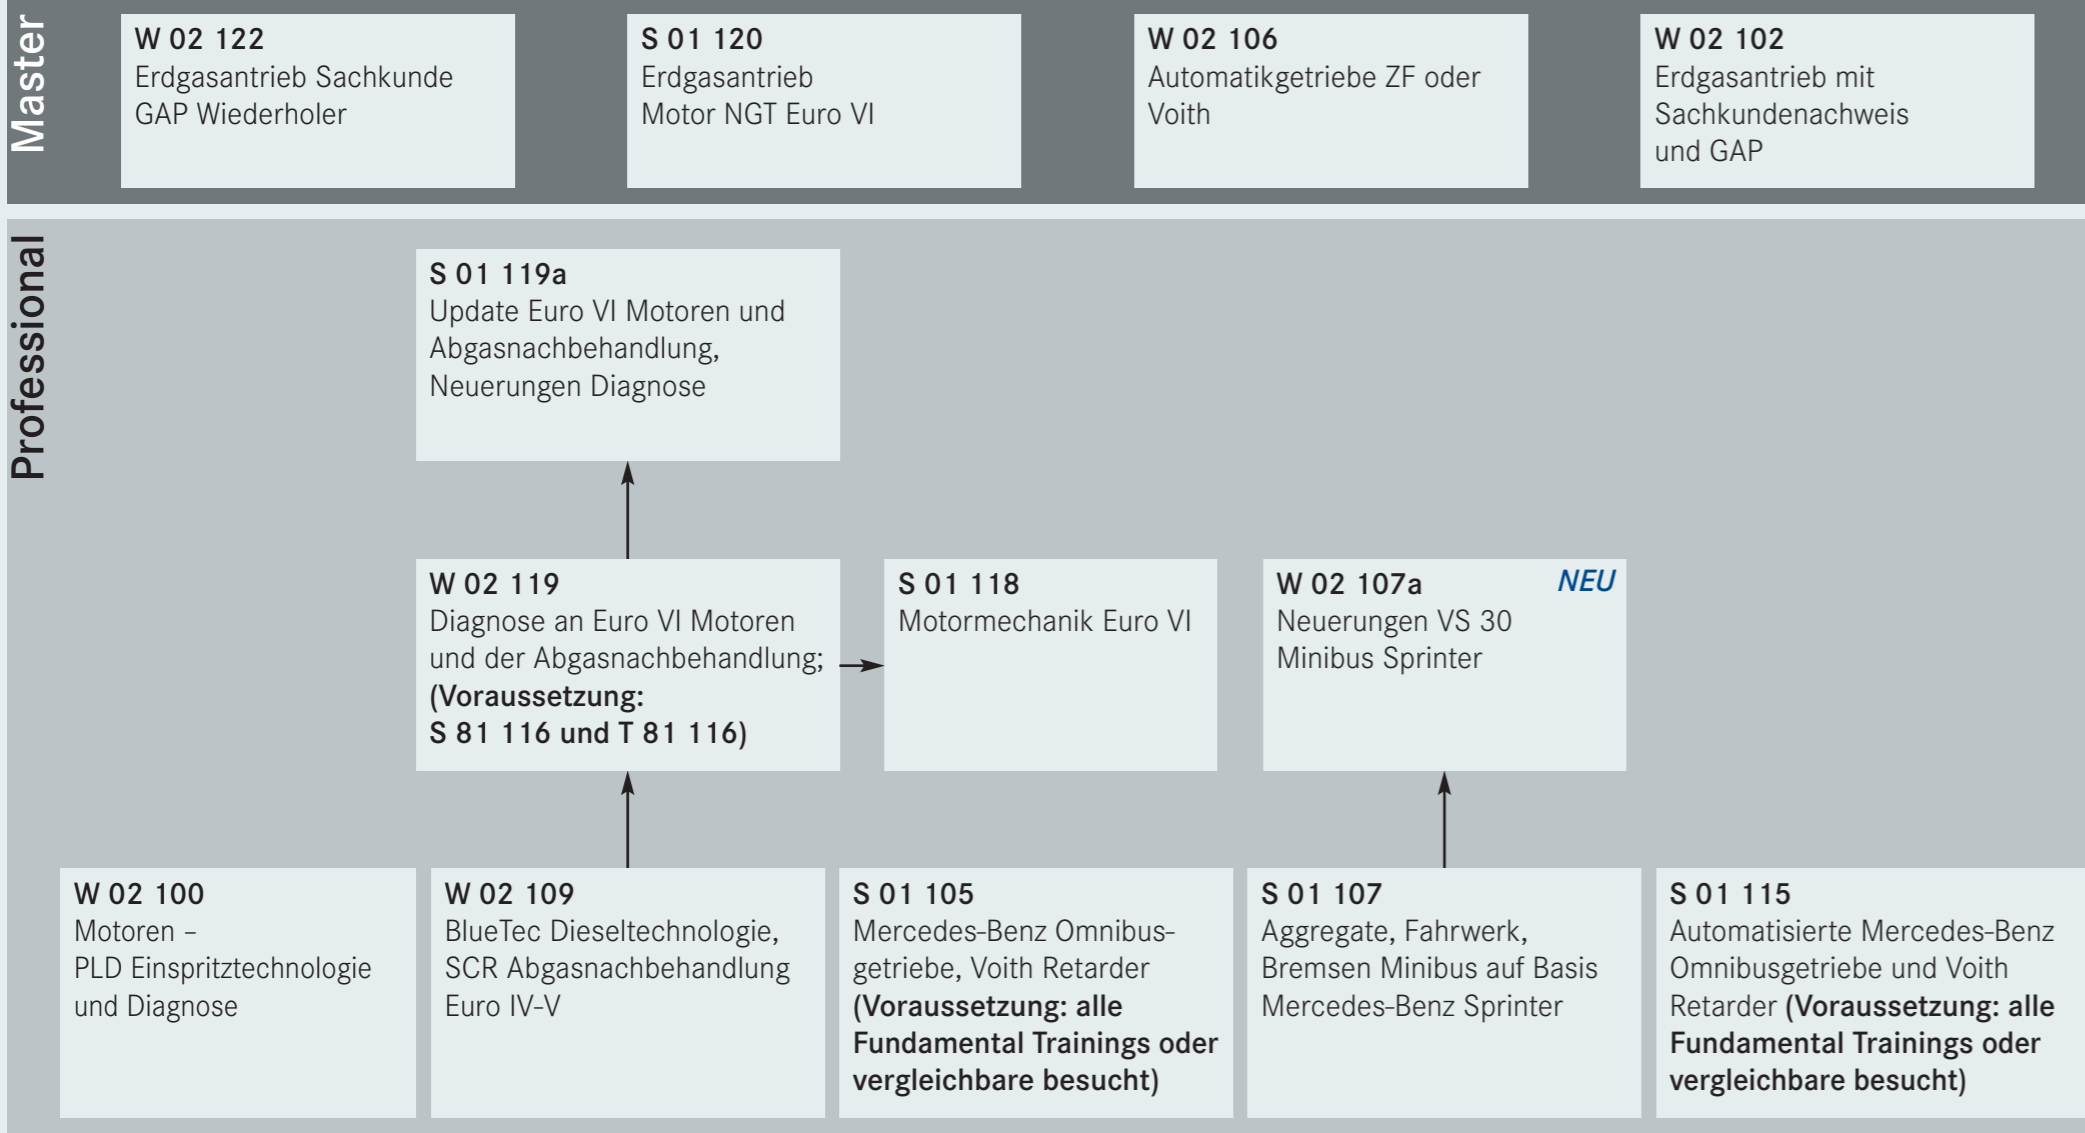 Master
W 02 122
Erdgasantrieb Sachkunde
GAP Wiederholer
S 01 120
Erdgasantrieb
Motor NGT Euro VI
W 02 106
Automatikgetriebe ZF oder
Voith
W 02 102
Erdgasantrieb mit
Sachkundenachweis
und GAP
Professional
S 01 119a
Update Euro VI Motoren und
Abgasnachbehandlung,
Neuerungen Diagnose
W 02 119
Diagnose an Euro VI Motoren
und der Abgasnachbehandlung;
(Voraussetzung:
S 81 116 und T 81 116)
S 01 118
Motormechanik Euro VI
W 02 107a NEU
Neuerungen VS 30
Minibus Sprinter
W 02 100
Motoren –
PLD Einspritztechnologie
und Diagnose
W 02 109
BlueTec Dieseltechnologie,
SCR Abgasnachbehandlung
Euro IV-V
S 01 105
Mercedes-Benz Omnibus-
getriebe, Voith Retarder
(Voraussetzung: alle
Fundamental Trainings oder
vergleichbare besucht)
S 01 107
Aggregate, Fahrwerk,
Bremsen Minibus auf Basis
Mercedes-Benz Sprinter
S 01 115
Automatisierte Mercedes-Benz
Omnibusgetriebe und Voith
Retarder (Voraussetzung: alle
Fundamental Trainings oder
vergleichbare besucht)